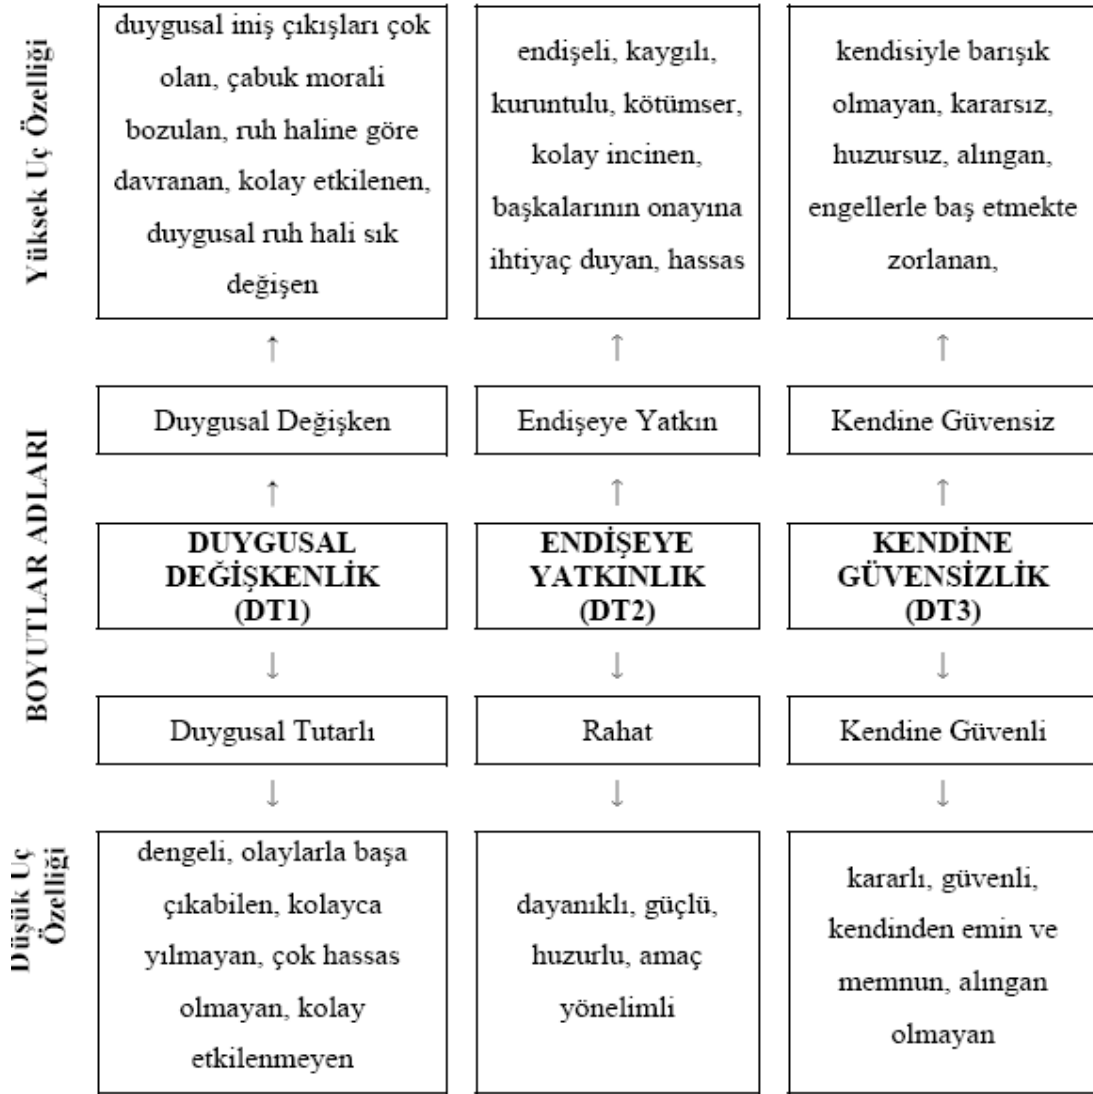 Yüksek Uç Özelliği
duygusal iniş çıkışları çok
olan, çabuk morali
bozulan, ruh haline göre
davranan, kolay etkilenen,
duygusal ruh hali sık
değişen
endişeli, kaygılı,
kuruntulu, kötümser,
kolay incinen,
başkalarının onayına
ihtiyaç duyan, hassas
kendisiyle barışık
olmayan, kararsız,
huzursuz, alıngan,
engellerle baş etmekte
zorlanan,
↑ ↑ ↑
BOYUTLAR ADLARI
Duygusal Değişken
Endişeye Yatkın
Kendine Güvensiz
↑ ↑ ↑
DUYGUSAL
DEĞİŞKENLİK
(DT1)
ENDİŞEYE
YATKINLIK
(DT2)
KENDİNE
GÜVENSİZLİK
(DT3)
↓ ↓ ↓
Duygusal Tutarlı
Rahat
Kendine Güvenli
↓ ↓ ↓
Düşük Uç
Özelliği
dengeli, olaylarla başa
çıkabilen, kolayca
yılmayan, çok hassas
olmayan, kolay
etkilenmeyen
dayanıklı, güçlü,
huzurlu, amaç
yönelimli
kararlı, güvenli,
kendinden emin ve
memnun, alıngan
olmayan